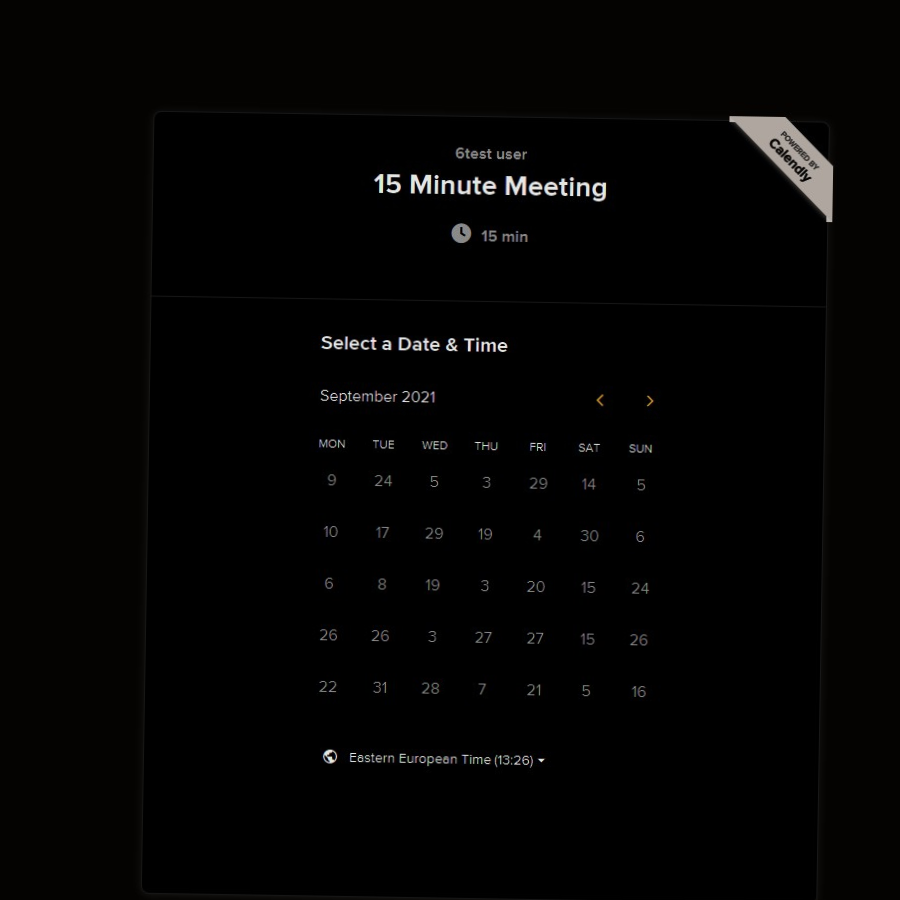 POWERED BY
Calendly
6test user
15 Minute Meeting
15 min
Select a Date & Time
September 2021
MON TUE WED THU FRI SAT SUN
9 24 5 3 29 14 5
10 17 29 19 4 30 6
6 8 19 3 20 15 24
26 26 3 27 27 15 26
22 31 28 7 21 5 16
Eastern European Time (13:26)